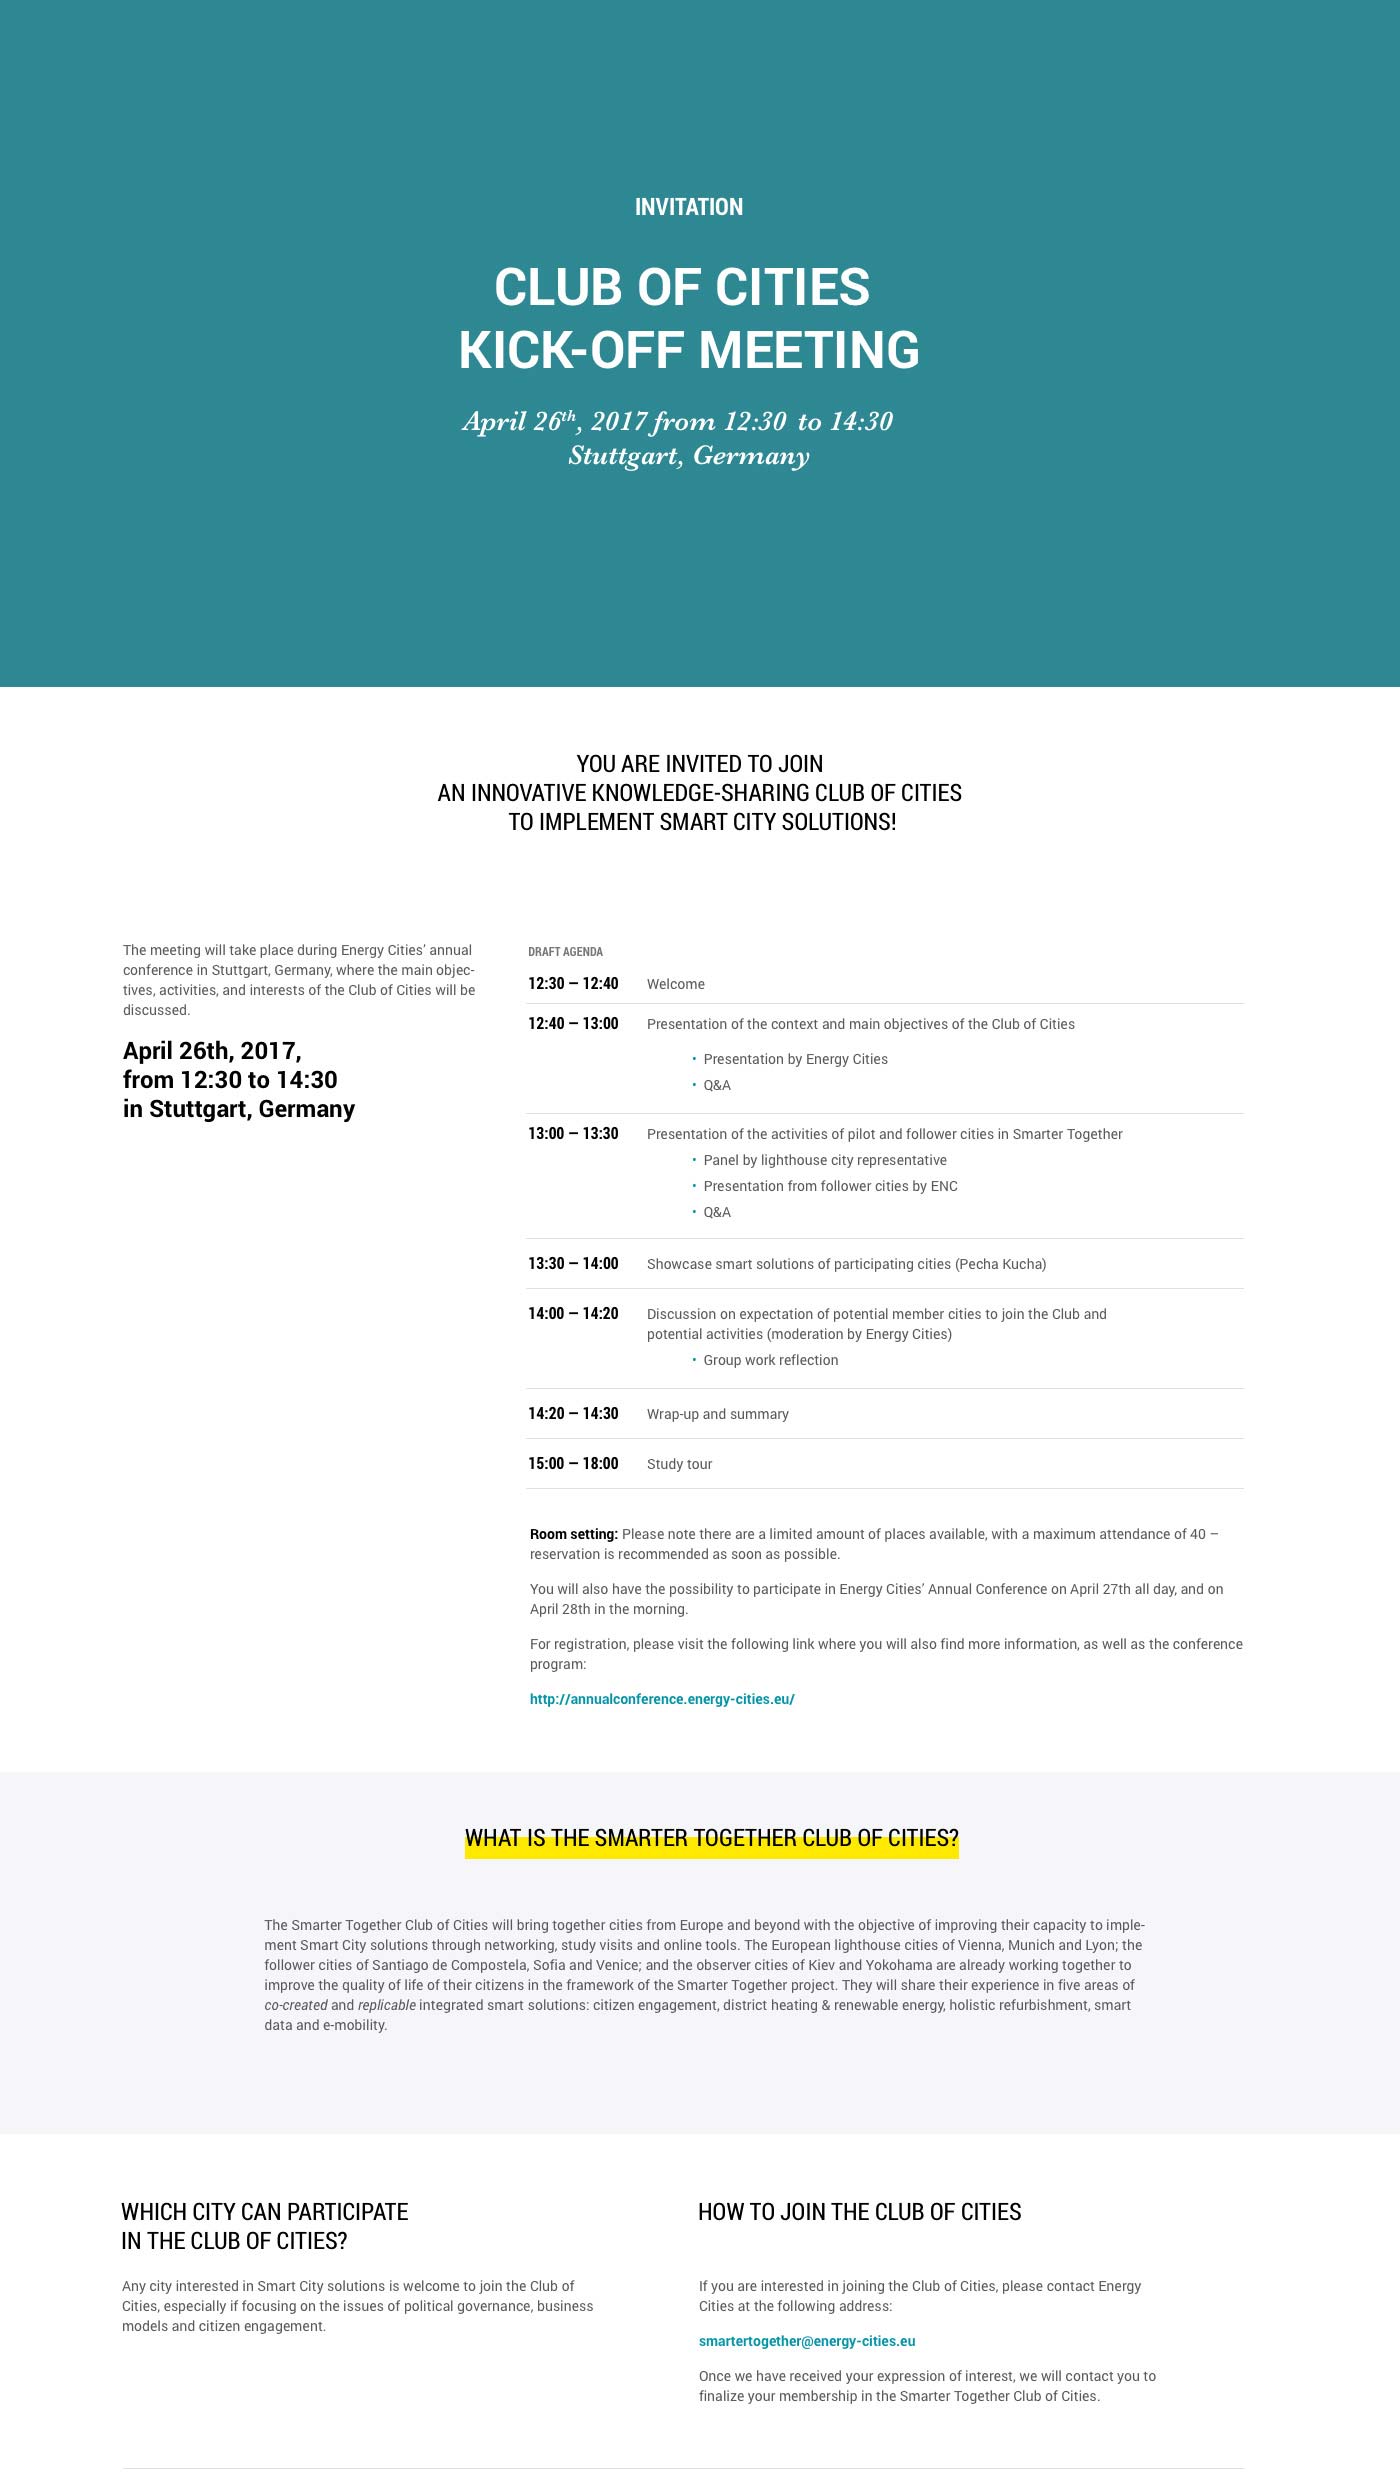 INVITATION
CLUB OF CITIES
KICK-OFF MEETING
April 26th, 2017 from 12:30 to 14:30
Stuttgart, Germany
YOU ARE INVITED TO JOIN
AN INNOVATIVE KNOWLEDGE-SHARING CLUB OF CITIES
TO IMPLEMENT SMART CITY SOLUTIONS!
The meeting will take place during Energy Cities’ annual
conference in Stuttgart, Germany, where the main objec-
tives, activities, and interests of the Club of Cities will be
discussed.
April 26th, 2017,
from 12:30 to 14:30
in Stuttgart, Germany
DRAFT AGENDA
12:30 – 12:40 Welcome
12:40 – 13:00 Presentation of the context and main objectives of the Club of Cities
• Presentation by Energy Cities
• Q&A
13:00 – 13:30 Presentation of the activities of pilot and follower cities in Smarter Together
• Panel by lighthouse city representative
• Presentation from follower cities by ENC
• Q&A
13:30 – 14:00 Showcase smart solutions of participating cities (Pecha Kucha)
14:00 – 14:20 Discussion on expectation of potential member cities to join the Club and
potential activities (moderation by Energy Cities)
• Group work reflection
14:20 – 14:30 Wrap-up and summary
15:00 – 18:00 Study tour
Room setting: Please note there are a limited amount of places available, with a maximum attendance of 40 –
reservation is recommended as soon as possible.
You will also have the possibility to participate in Energy Cities’ Annual Conference on April 27th all day, and on
April 28th in the morning.
For registration, please visit the following link where you will also find more information, as well as the conference
program:
http://annualconference.energy-cities.eu/
WHAT IS THE SMARTER TOGETHER CLUB OF CITIES?
The Smarter Together Club of Cities will bring together cities from Europe and beyond with the objective of improving their capacity to imple-
ment Smart City solutions through networking, study visits and online tools. The European lighthouse cities of Vienna, Munich and Lyon; the
follower cities of Santiago de Compostela, Sofia and Venice; and the observer cities of Kiev and Yokohama are already working together to
improve the quality of life of their citizens in the framework of the Smarter Together project. They will share their experience in five areas of
co-created and replicable integrated smart solutions: citizen engagement, district heating & renewable energy, holistic refurbishment, smart
data and e-mobility.
WHICH CITY CAN PARTICIPATE
IN THE CLUB OF CITIES?
Any city interested in Smart City solutions is welcome to join the Club of
Cities, especially if focusing on the issues of political governance, business
models and citizen engagement.
HOW TO JOIN THE CLUB OF CITIES
If you are interested in joining the Club of Cities, please contact Energy
Cities at the following address:
smartertogether@energy-cities.eu
Once we have received your expression of interest, we will contact you to
finalize your membership in the Smarter Together Club of Cities.